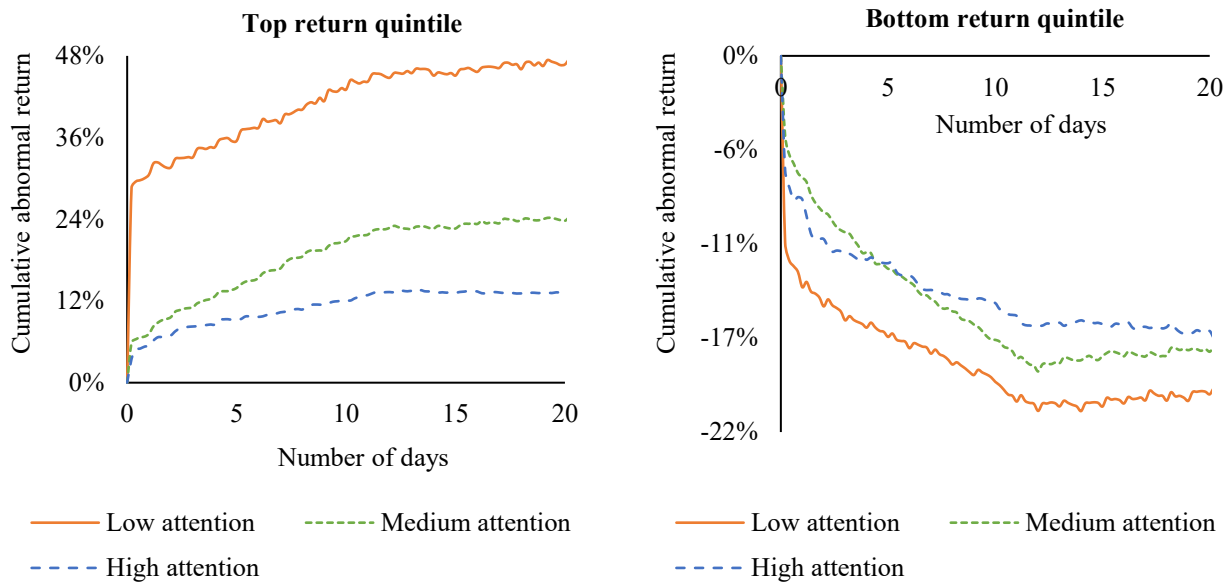 Top return quintile
Cumulative abnormal return
48%
36%
24%
12%
0%
0 5 10 15 20
Number of days
Low attention
Medium attention
High attention
Bottom return quintile
Cumulative abnormal return
0%
-6%
-11%
-17%
-22%
0 5 10 15 20
Number of days
Low attention
Medium attention
High attention